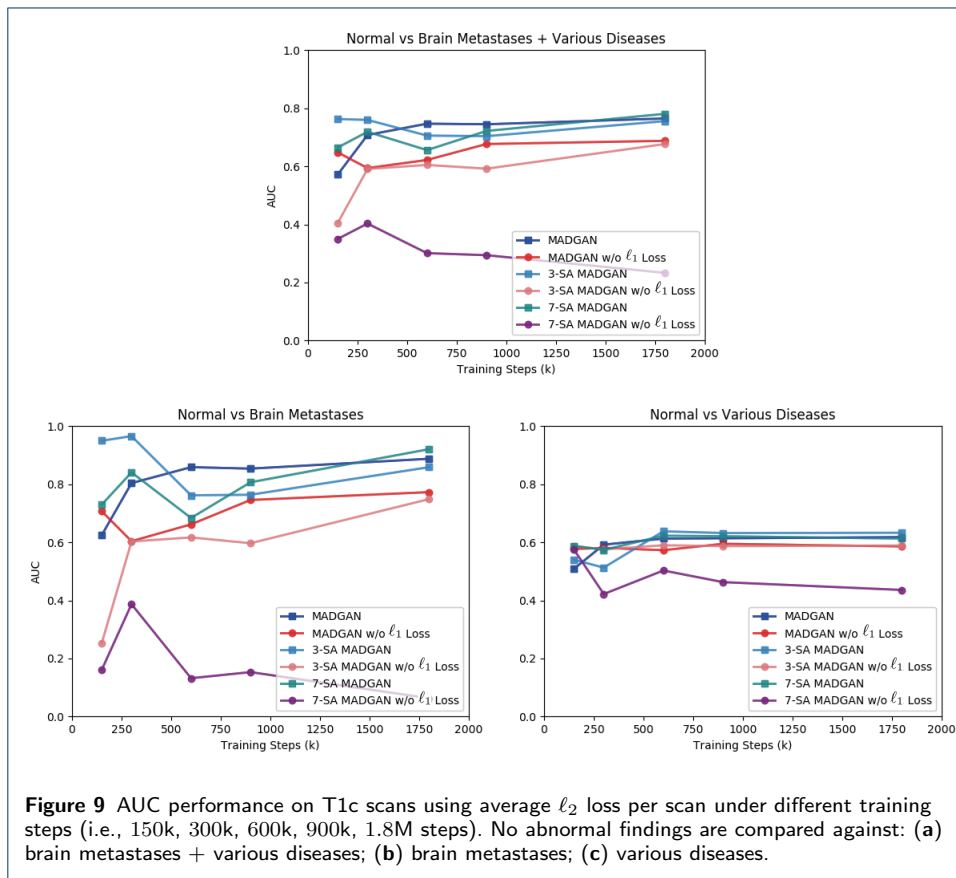 Normal vs Brain Metastases + Various Diseases
1.0
0.8
0.6
0.4
0.2
0.0
AUC
MADGAN
MADGAN w/o ℓ1 Loss
3-SA MADGAN
3-SA MADGAN w/o ℓ1 Loss
7-SA MADGAN
7-SA MADGAN w/o ℓ1 Loss
0 250 500 750 1000 1250 1500 1750 2000
Training Steps (k)
Normal vs Brain Metastases
1.0
0.8
0.6
0.4
0.2
0.0
AUC
MADGAN
MADGAN w/o ℓ1 Loss
3-SA MADGAN
3-SA MADGAN w/o ℓ1 Loss
7-SA MADGAN
7-SA MADGAN w/o ℓ1 Loss
0 250 500 750 1000 1250 1500 1750 2000
Training Steps (k)
Normal vs Various Diseases
1.0
0.8
0.6
0.4
0.2
0.0
AUC
MADGAN
MADGAN w/o ℓ1 Loss
3-SA MADGAN
3-SA MADGAN w/o ℓ1 Loss
7-SA MADGAN
7-SA MADGAN w/o ℓ1 Loss
0 250 500 750 1000 1250 1500 1750 2000
Training Steps (k)
Figure 9 AUC performance on T1c scans using average ℓ2 loss per scan under different training
steps (i.e., 150k, 300k, 600k, 900k, 1.8M steps). No abnormal findings are compared against: (a)
brain metastases + various diseases; (b) brain metastases; (c) various diseases.